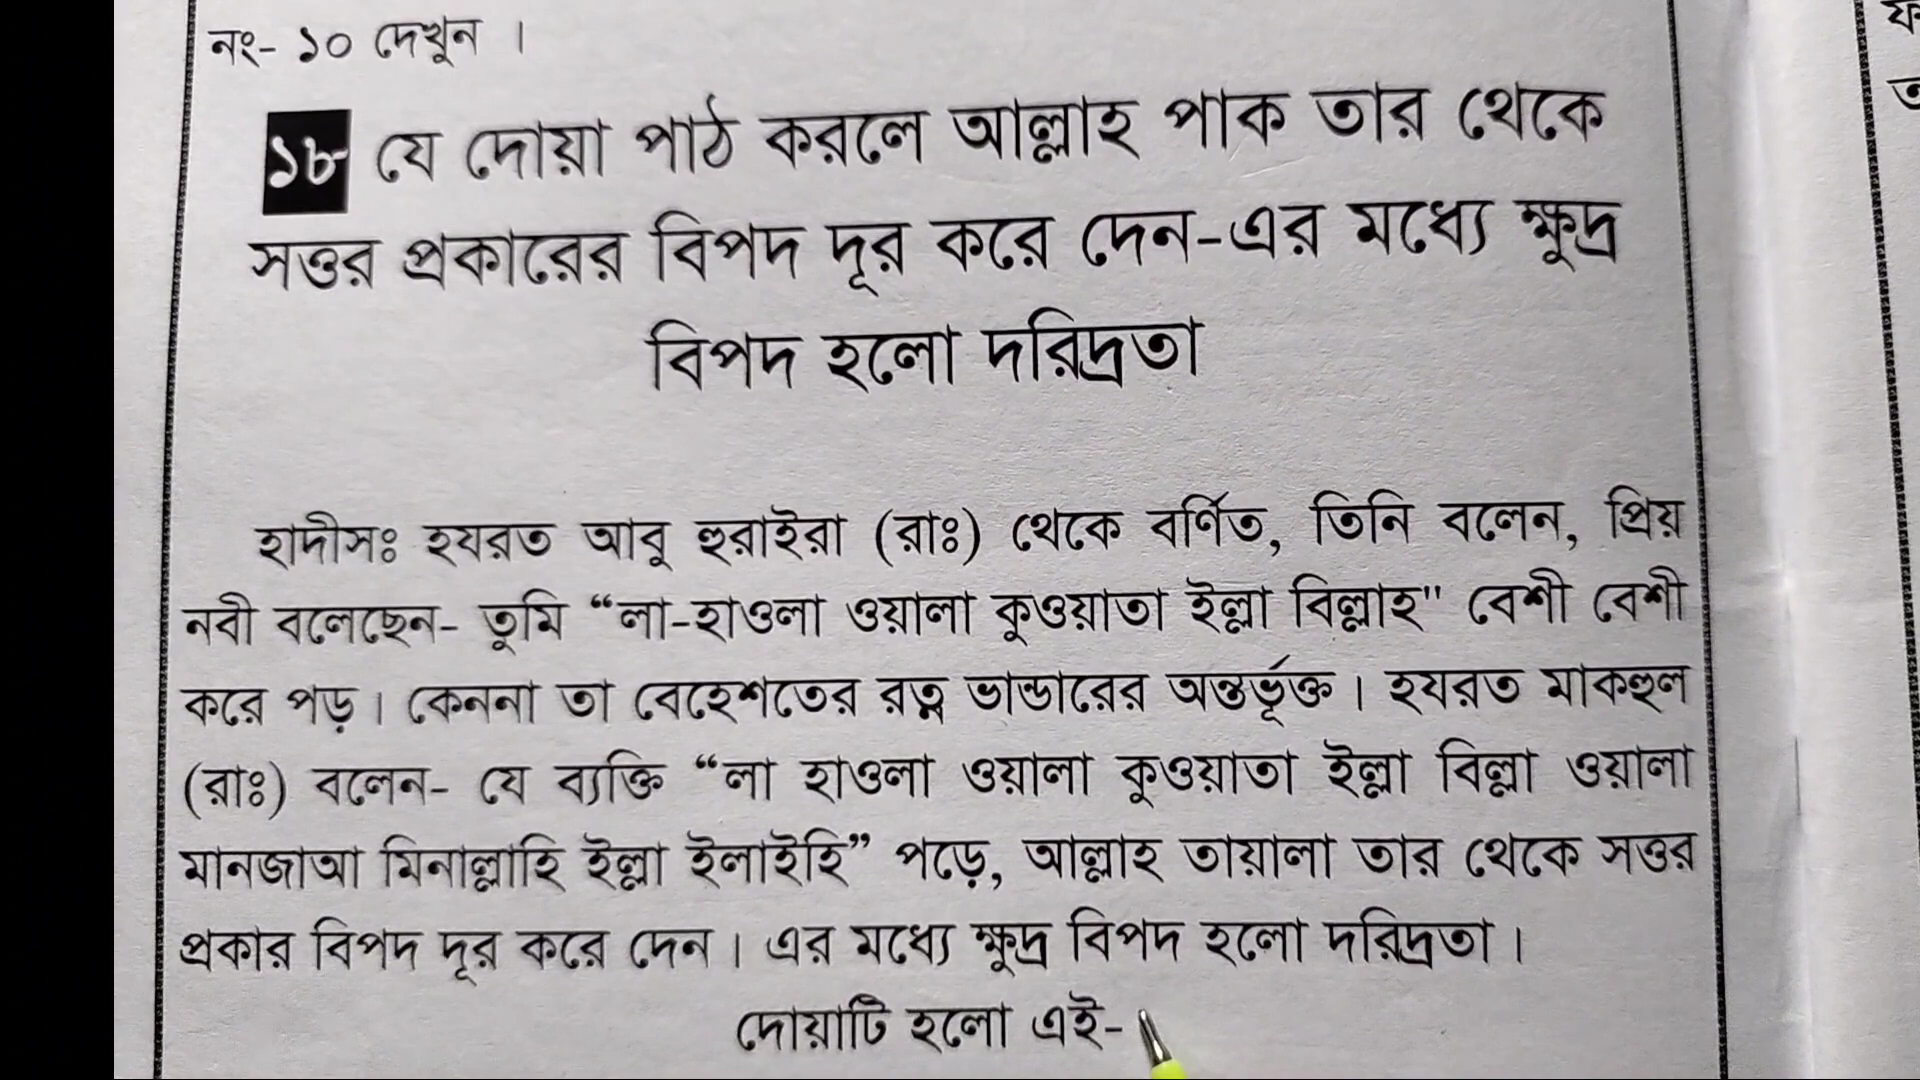 নং- ১০ দেখুন ।
১৮ যে দোয়া পাঠ করলে আল্লাহ পাক তার থেকে
সত্তর প্রকারের বিপদ দূর করে দেন-এর মধ্যে ক্ষুদ্র
বিপদ হলো দরিদ্রতা
হাদীসঃ হযরত আবু হুরাইরা (রাঃ) থেকে বর্ণিত, তিনি বলেন, প্রিয়
নবী বলেছেন- তুমি “লা-হাওলা ওয়ালা কুওয়াতা ইল্লা বিল্লাহ" বেশী বেশী
করে পড় । কেননা তা বেহেশতের রত্ন ভান্ডারের অন্তর্ভূক্ত । হযরত মাকহুল
(রাঃ) বলেন- যে ব্যক্তি “লা হাওলা ওয়ালা কুওয়াতা ইল্লা বিল্লা ওয়ালা
মানজাআ মিনাল্লাহি ইল্লা ইলাইহি” পড়ে, আল্লাহ তায়ালা তার থেকে সত্তর
প্রকার বিপদ দূর করে দেন । এর মধ্যে ক্ষুদ্র বিপদ হলো দরিদ্রতা ।
দোয়াটি হলো এই-